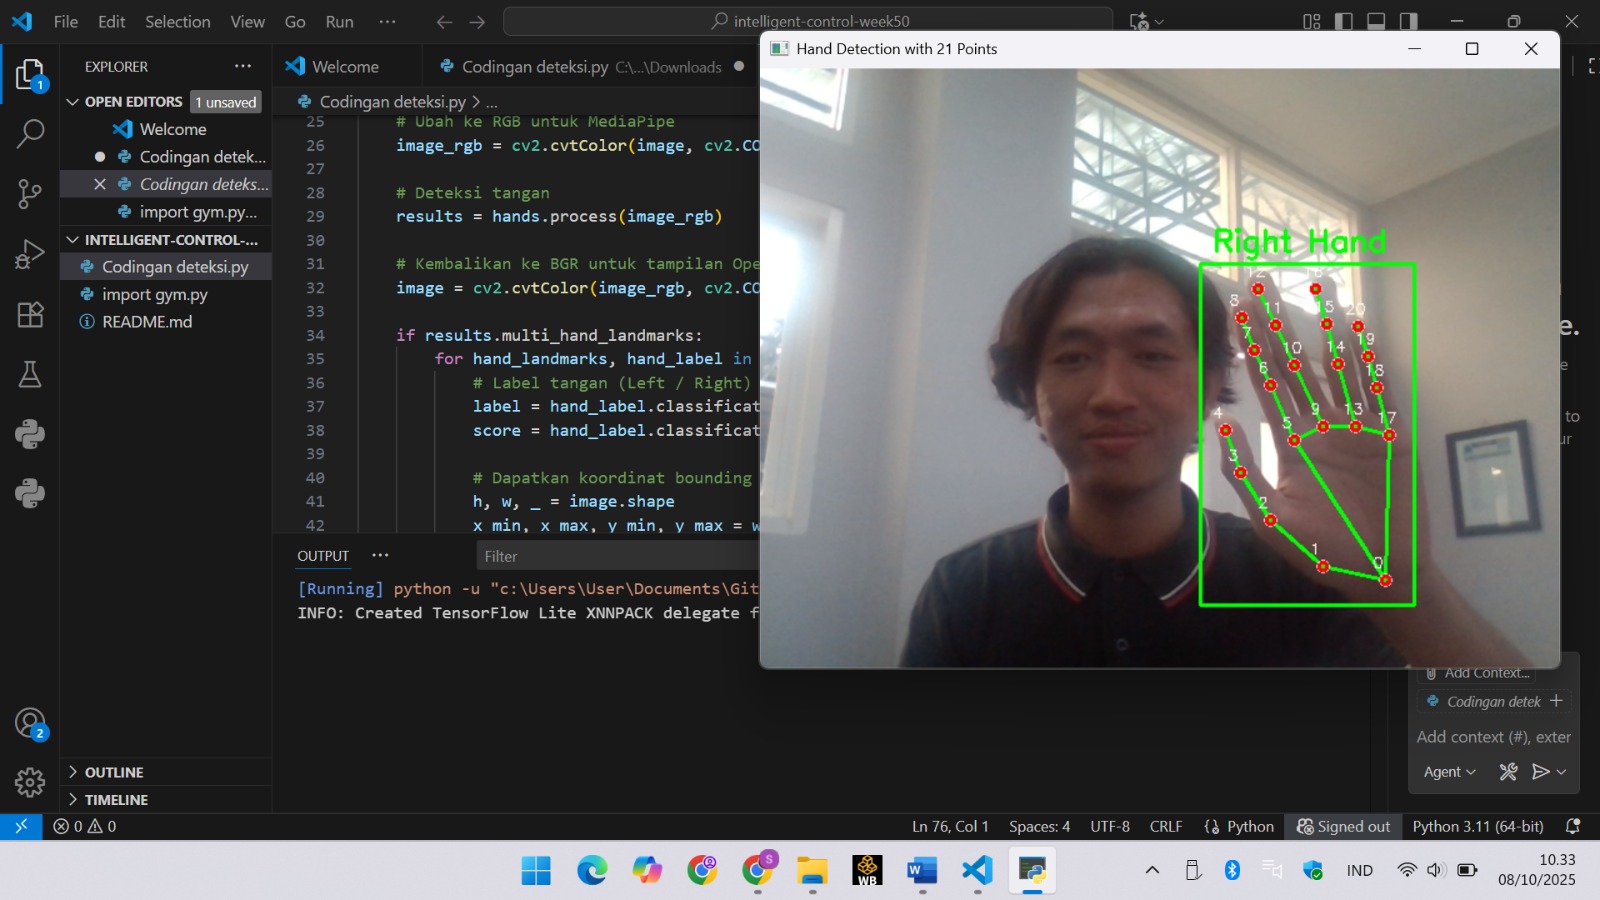 File Edit Selection View Go Run ···
intelligent-control-week50
EXPLORER ···
OPEN EDITORS 1 unsaved
Welcome
Codingan detek...
Codingan deteks...
import gym.py...
INTELLIGENT-CONTROL-...
Codingan deteksi.py
import gym.py
README.md
OUTLINE
TIMELINE
1
2
Welcome
Codingan deteksi.py C:\...\Downloads
Codingan deteksi.py > ...
25 # Ubah ke RGB untuk MediaPipe
26 image_rgb = cv2.cvtColor(image, cv2.CO
27
28 # Deteksi tangan
29 results = hands.process(image_rgb)
30
31 # Kembalikan ke BGR untuk tampilan Ope
32 image = cv2.cvtColor(image_rgb, cv2.CO
33
34 if results.multi_hand_landmarks:
35 for hand_landmarks, hand_label in
36 # Label tangan (Left / Right)
37 label = hand_label.classificat
38 score = hand_label.classificat
39
40 # Dapatkan koordinat bounding
41 h, w, _ = image.shape
42 x_min, x_max, y_min, y_max = w
OUTPUT ···
Filter
[Running] python -u "c:\Users\User\Documents\Git
INFO: Created TensorFlow Lite XNNPACK delegate f
Hand Detection with 21 Points
Right Hand
12
8
11
15
20
7
19
10
14
6
18
4
9
13
17
5
3
2
1
0
e.
e
to
ur
Add Context...
Codingan detek +
Add context (#), exter
Agent
0 0
Ln 76, Col 1 Spaces: 4 UTF-8 CRLF {} Python Signed out Python 3.11 (64-bit)
S
WB
W
IND
10.33
08/10/2025